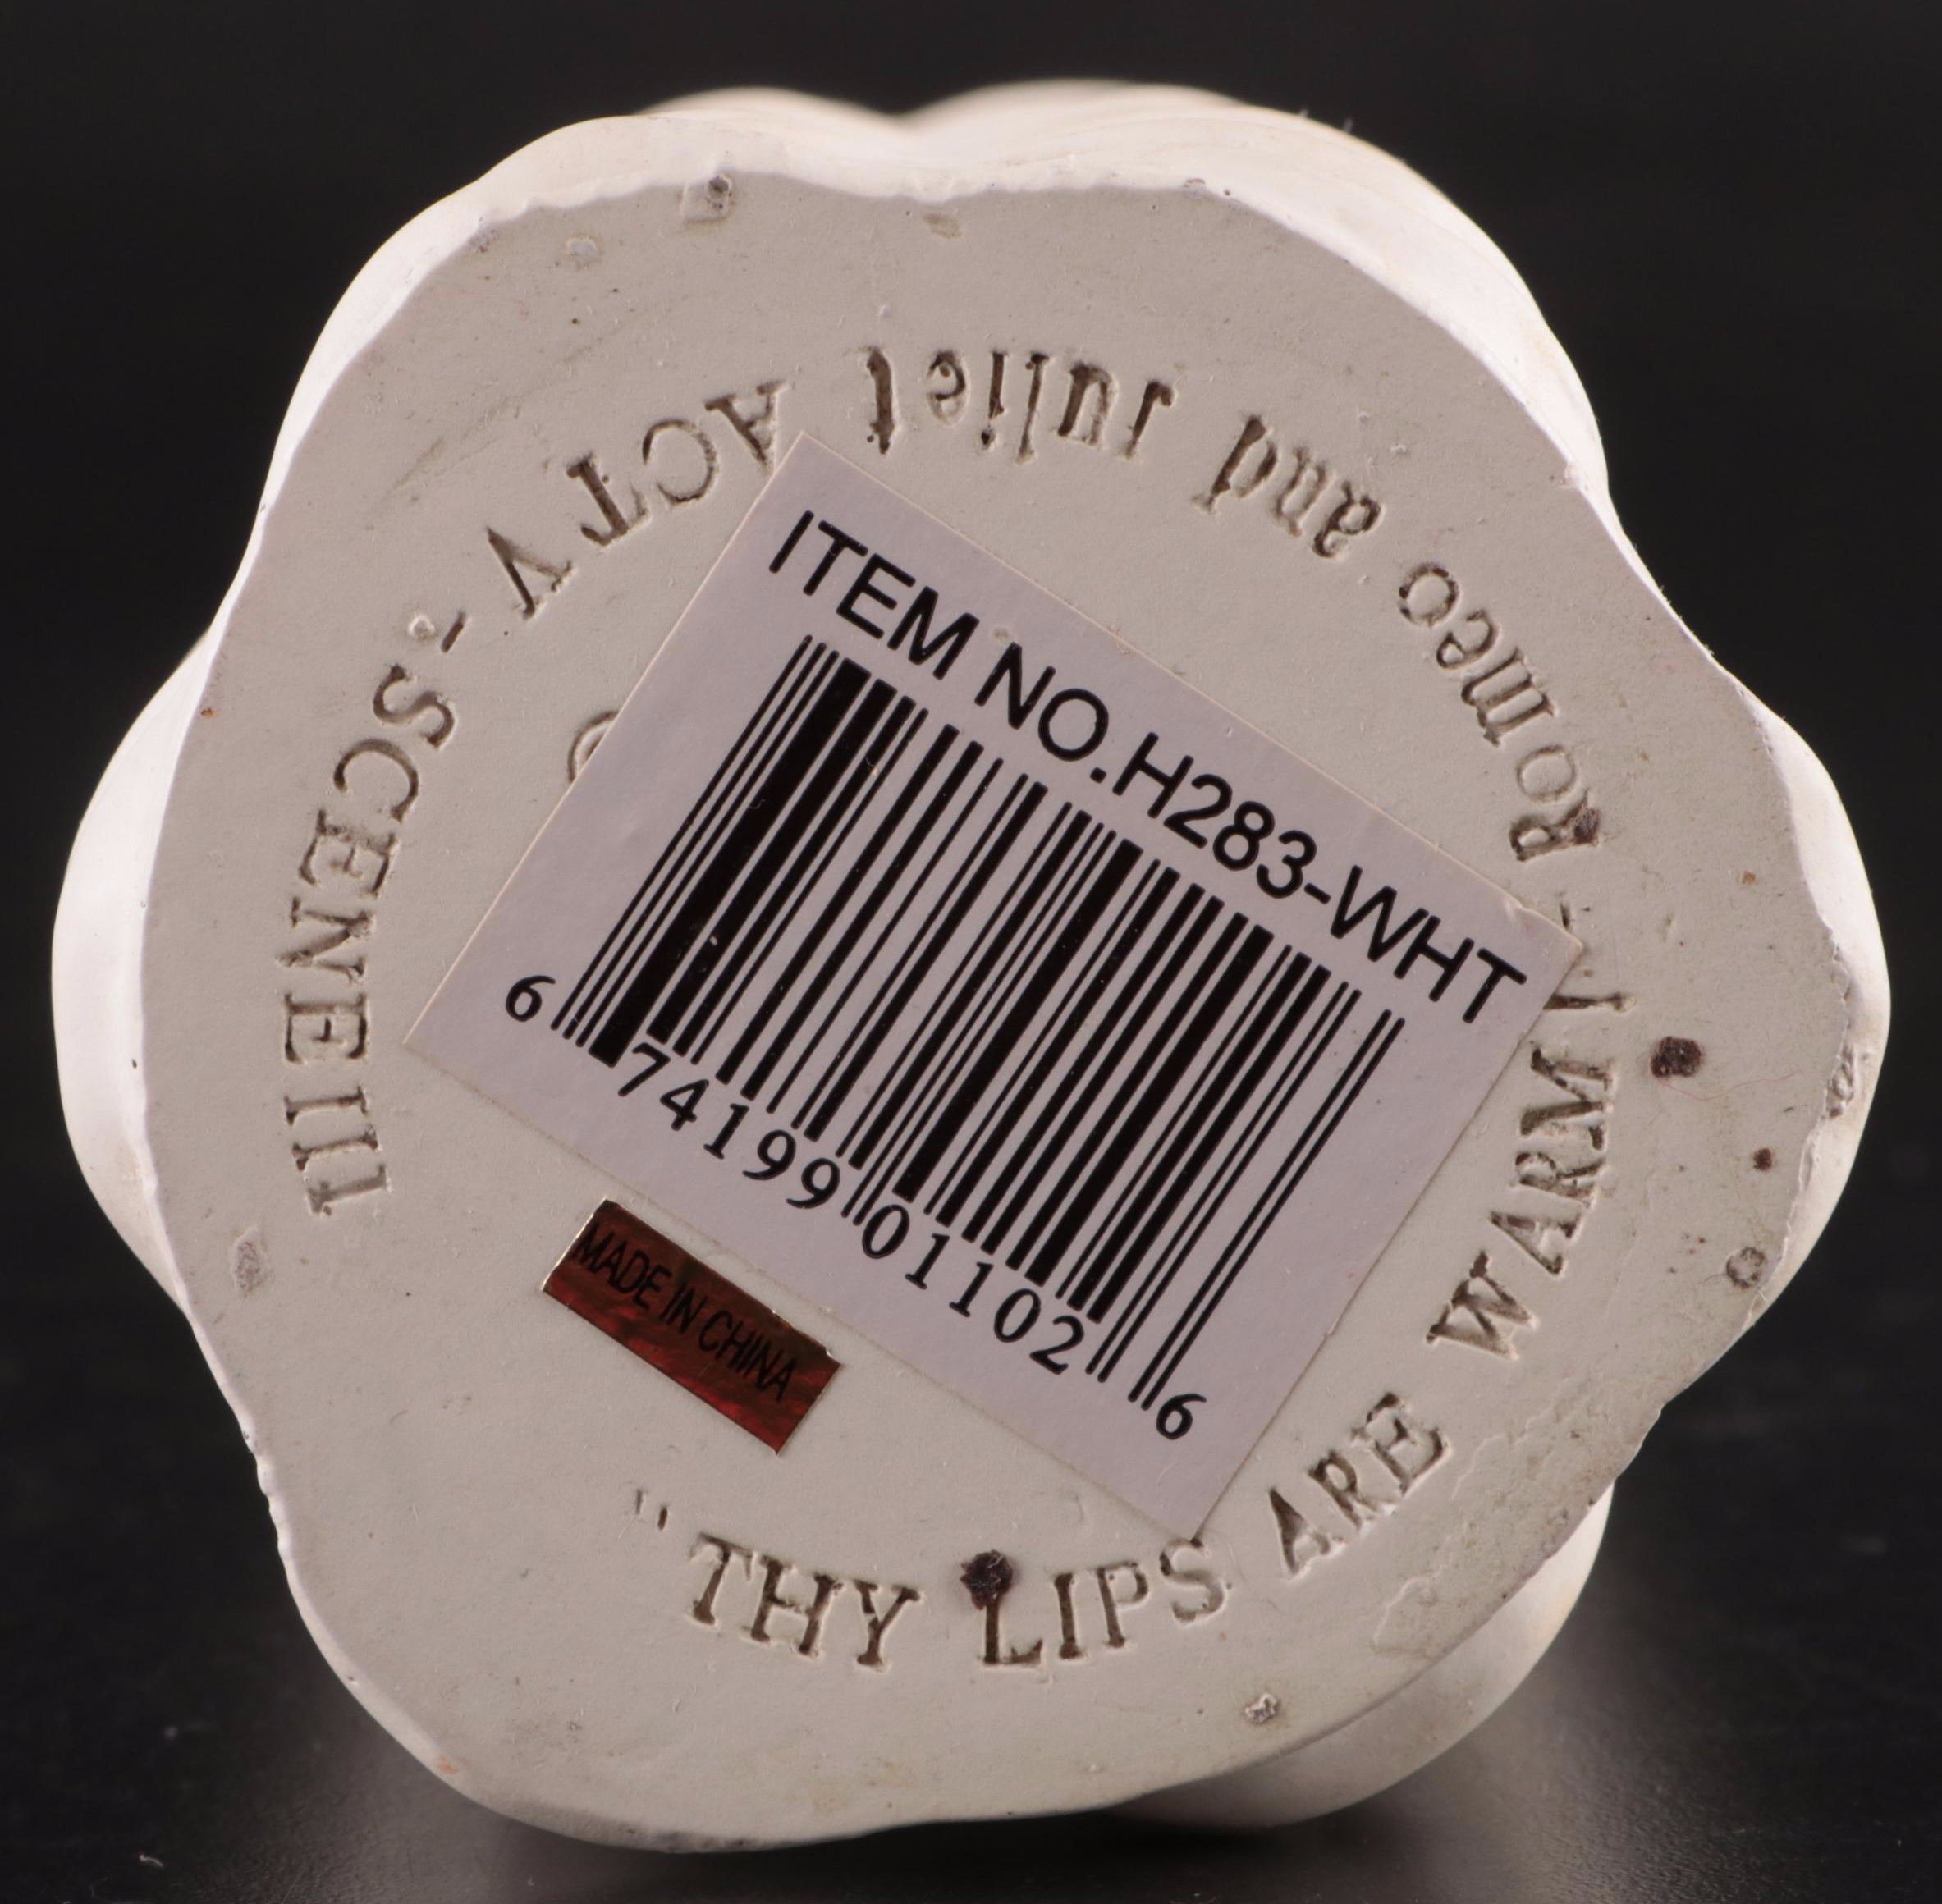 ITEM NO.H283-WHT
6 74199 01102 6
MADE IN CHINA
"THY LIPS ARE WARM!" - Romeo and Juliet ACT V - SCENE III